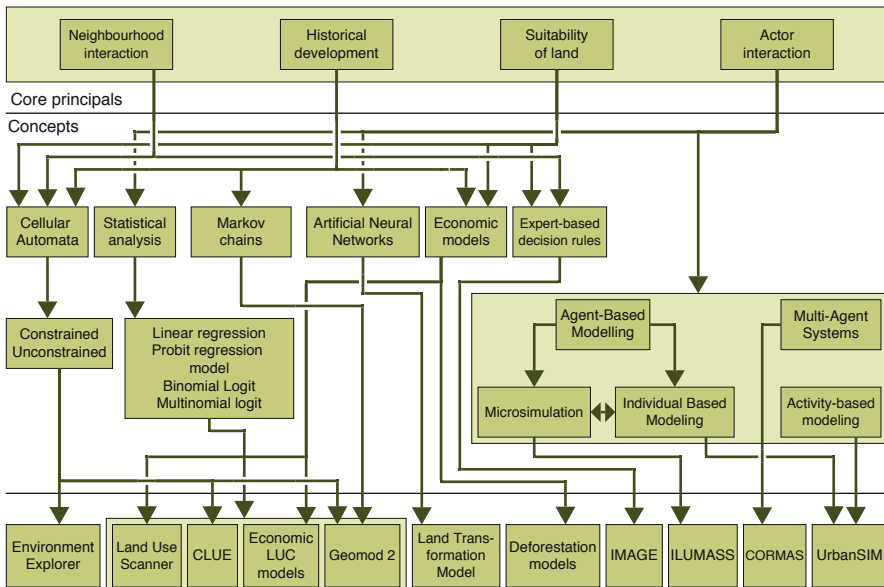 Neighbourhood
interaction
Historical
development
Suitability
of land
Actor
interaction
Core principals
Concepts
Cellular
Automata
Statistical
analysis
Markov
chains
Artificial Neural
Networks
Economic
models
Expert-based
decision rules
Constrained
Unconstrained
Linear regression
Probit regression
model
Binomial Logit
Multinomial logit
Agent-Based
Modelling
Multi-Agent
Systems
Microsimulation
Individual Based
Modeling
Activity-based
modeling
Environment
Explorer
Land Use
Scanner
CLUE
Economic
LUC
models
Geomod 2
Land Trans-
formation
Model
Deforestation
models
IMAGE
ILUMASS
CORMAS
UrbanSIM